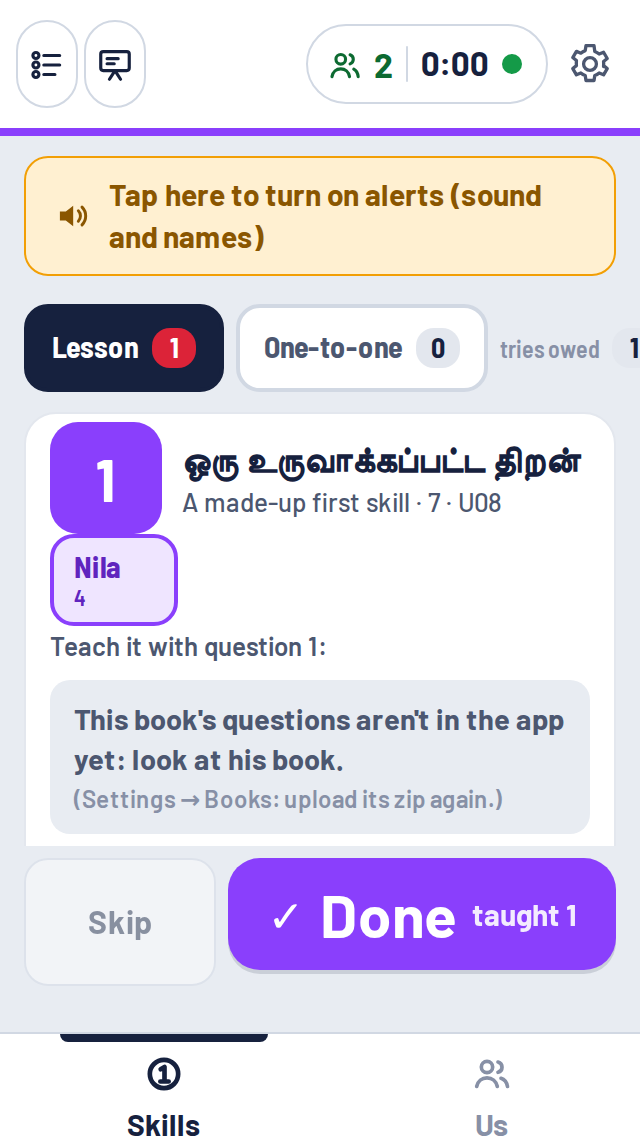 2 0:00
Tap here to turn on alerts (sound
and names)
Lesson 1 One-to-one 0 tries owed 1
1 ஒரு உருவாக்கப்பட்ட திறன்
A made-up first skill · 7 · U08
Nila
4
Teach it with question 1:
This book's questions aren't in the app
yet: look at his book.
(Settings → Books: upload its zip again.)
Skip ✓ Done taught 1
1
Skills Us